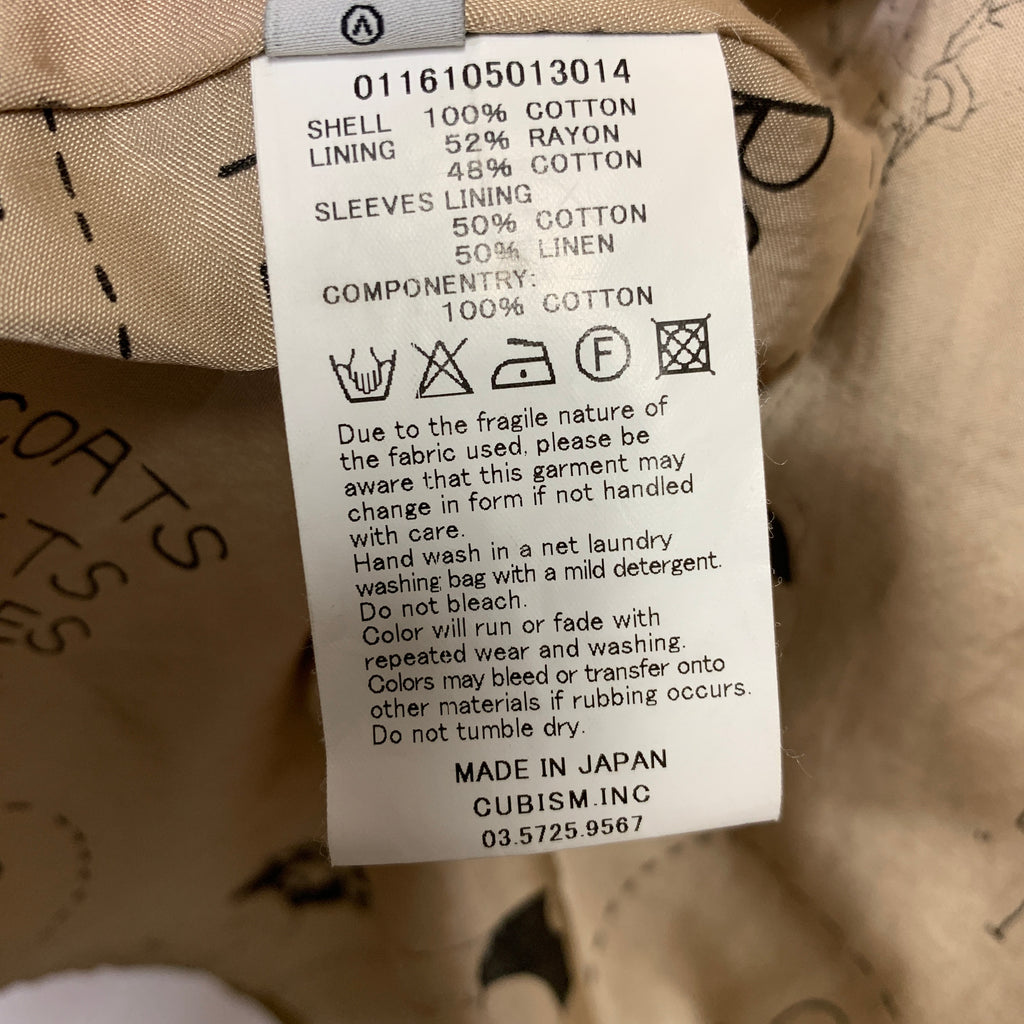 0116105013014
SHELL 100% COTTON
LINING 52% RAYON
48% COTTON
SLEEVES LINING
50% COTTON
50% LINEN
COMPONENTRY:
100% COTTON
F
Due to the fragile nature of
the fabric used, please be
aware that this garment may
change in form if not handled
with care.
Hand wash in a net laundry
washing bag with a mild detergent.
Do not bleach.
Color will run or fade with
repeated wear and washing.
Colors may bleed or transfer onto
other materials if rubbing occurs.
Do not tumble dry.
MADE IN JAPAN
CUBISM.INC
03.5725.9567
COATS